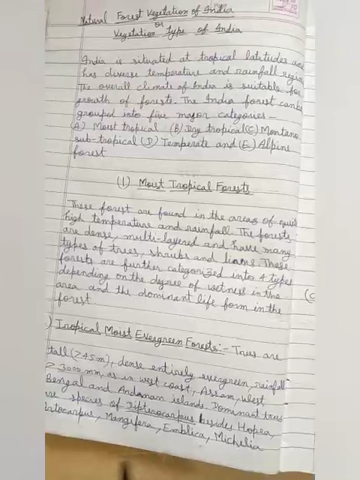 Natural Forest Vegetation of India
or
Vegetation Type of India
India is situated at tropical latitudes and
has diverse temperature and rainfall region
The overall climate of India is suitable for
growth of forests. The India forest can be
grouped into five major categories -
(A) Moist tropical (B) Dry tropical (C) Montane
sub-tropical (D) Temperate and (E) Alpine
forest
(1) Moist Tropical Forests
These forest are found in the areas of
high temperature and rainfall. The forests
are dense, multi-layered and have many
types of trees, shrubs and lianas. These
forests are further categorized into 4 types
depending on the degree of wetness in the
area and the dominant life form in the
forest
) Tropical Moist Evergreen Forests:- Trees are
tall (>45m), dense entirely evergreen, rainfall
> 3000 mm as in west coast, Assam, West
Bengal and Andaman islands. Dominant trees
species of Dipterocarpus besides Hopea,
Artocarpus, Mangifera, Emblica, Michelia